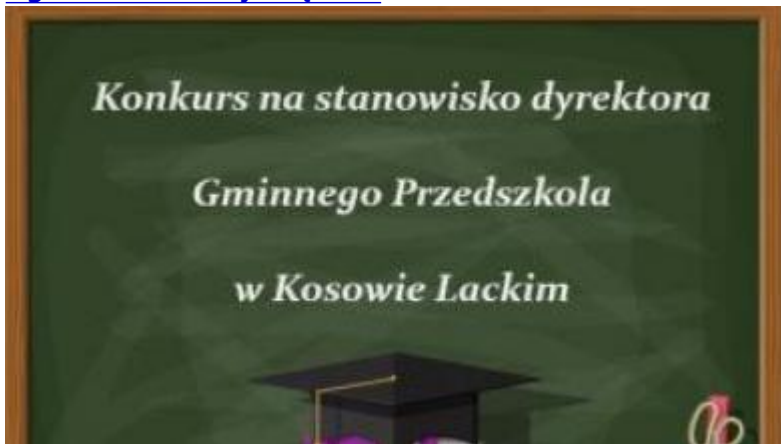 Konkurs na stanowisko dyrektora
Gminnego Przedszkola
w Kosowie Lackim